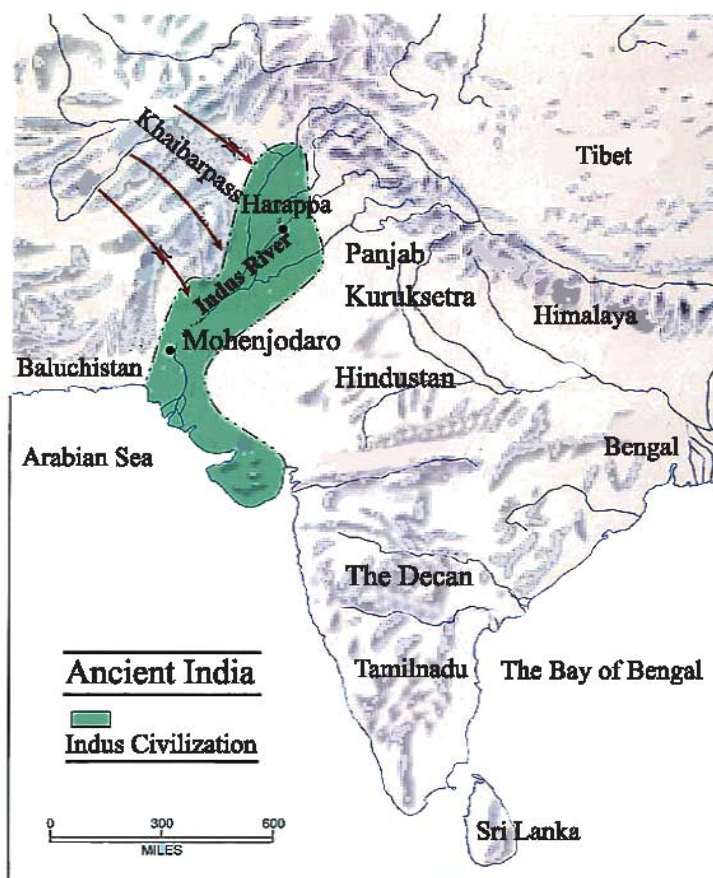 Khaibarpass
Tibet
Harappa
Indus River
Panjab
Kuruksetra
Himalaya
Mohenjodaro
Baluchistan
Hindustan
Arabian Sea
Bengal
The Decan
Ancient India
Tamilnadu
The Bay of Bengal
Indus Civilization
0 300 600
MILES
Sri Lanka